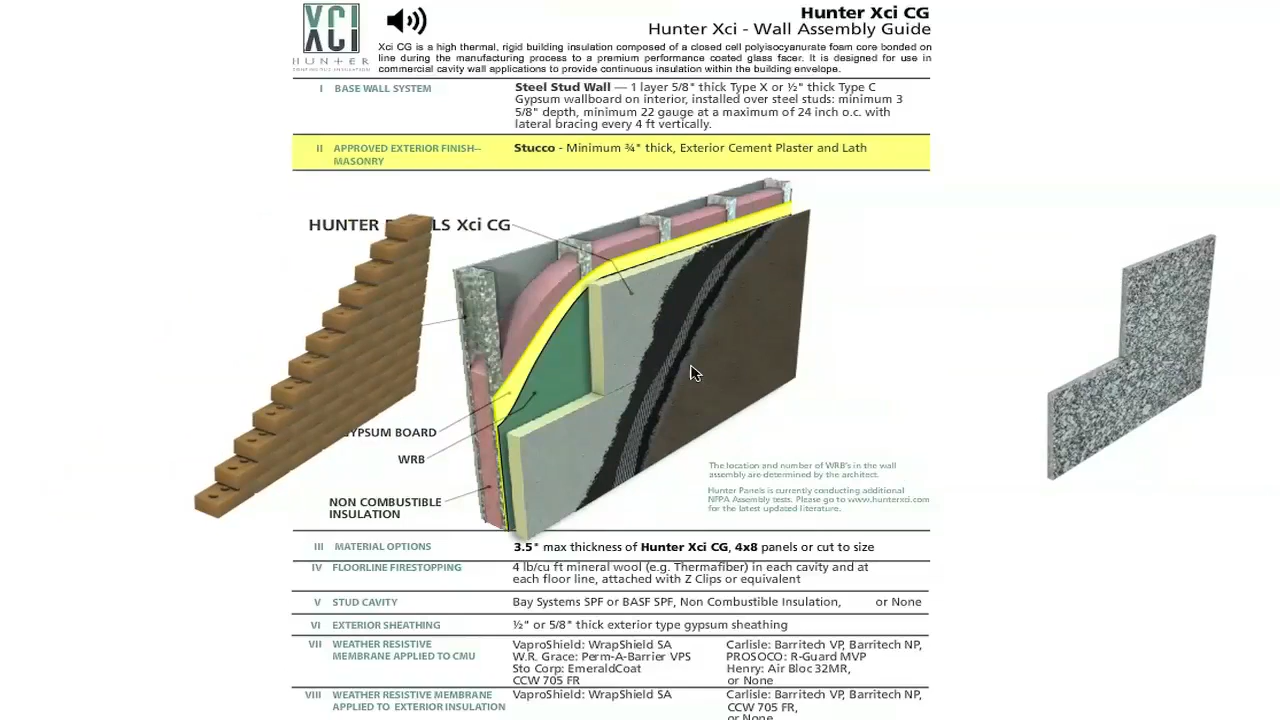 XCI
HUNTER
Hunter Xci CG
Hunter Xci - Wall Assembly Guide
Xci CG is a high thermal, rigid building insulation composed of a closed cell polyisocyanurate foam core bonded on
line during the manufacturing process to a premium performance coated glass facer. It is designed for use in
commercial cavity wall applications to provide continuous insulation within the building envelope.
I BASE WALL SYSTEM
Steel Stud Wall — 1 layer 5/8" thick Type X or ½" thick Type C
Gypsum wallboard on interior, installed over steel studs: minimum 3
5/8" depth, minimum 22 gauge at a maximum of 24 inch o.c. with
lateral bracing every 4 ft vertically.
II APPROVED EXTERIOR FINISH--
MASONRY
Stucco - Minimum ¾" thick, Exterior Cement Plaster and Lath
HUNTER LS Xci CG
YPSUM BOARD
WRB
NON COMBUSTIBLE
INSULATION
The location and number of WRB's in the wall
assembly are determined by the architect.
Hunter Panels is currently conducting additional
NFPA Assembly tests. Please go to www.hunterxci.com
for the latest updated literature.
III MATERIAL OPTIONS
3.5" max thickness of Hunter Xci CG, 4x8 panels or cut to size
IV FLOORLINE FIRESTOPPING
4 lb/cu ft mineral wool (e.g. Thermafiber) in each cavity and at
each floor line, attached with Z Clips or equivalent
V STUD CAVITY
Bay Systems SPF or BASF SPF, Non Combustible Insulation, or None
VI EXTERIOR SHEATHING
½" or 5/8" thick exterior type gypsum sheathing
VII WEATHER RESISTIVE
MEMBRANE APPLIED TO CMU
VaproShield: WrapShield SA
W.R. Grace: Perm-A-Barrier VPS
Sto Corp: EmeraldCoat
CCW 705 FR
Carlisle: Barritech VP, Barritech NP,
PROSOCO: R-Guard MVP
Henry: Air Bloc 32MR,
or None
VIII WEATHER RESISTIVE MEMBRANE
APPLIED TO EXTERIOR INSULATION
VaproShield: WrapShield SA
Carlisle: Barritech VP, Barritech NP,
CCW 705 FR,
or None